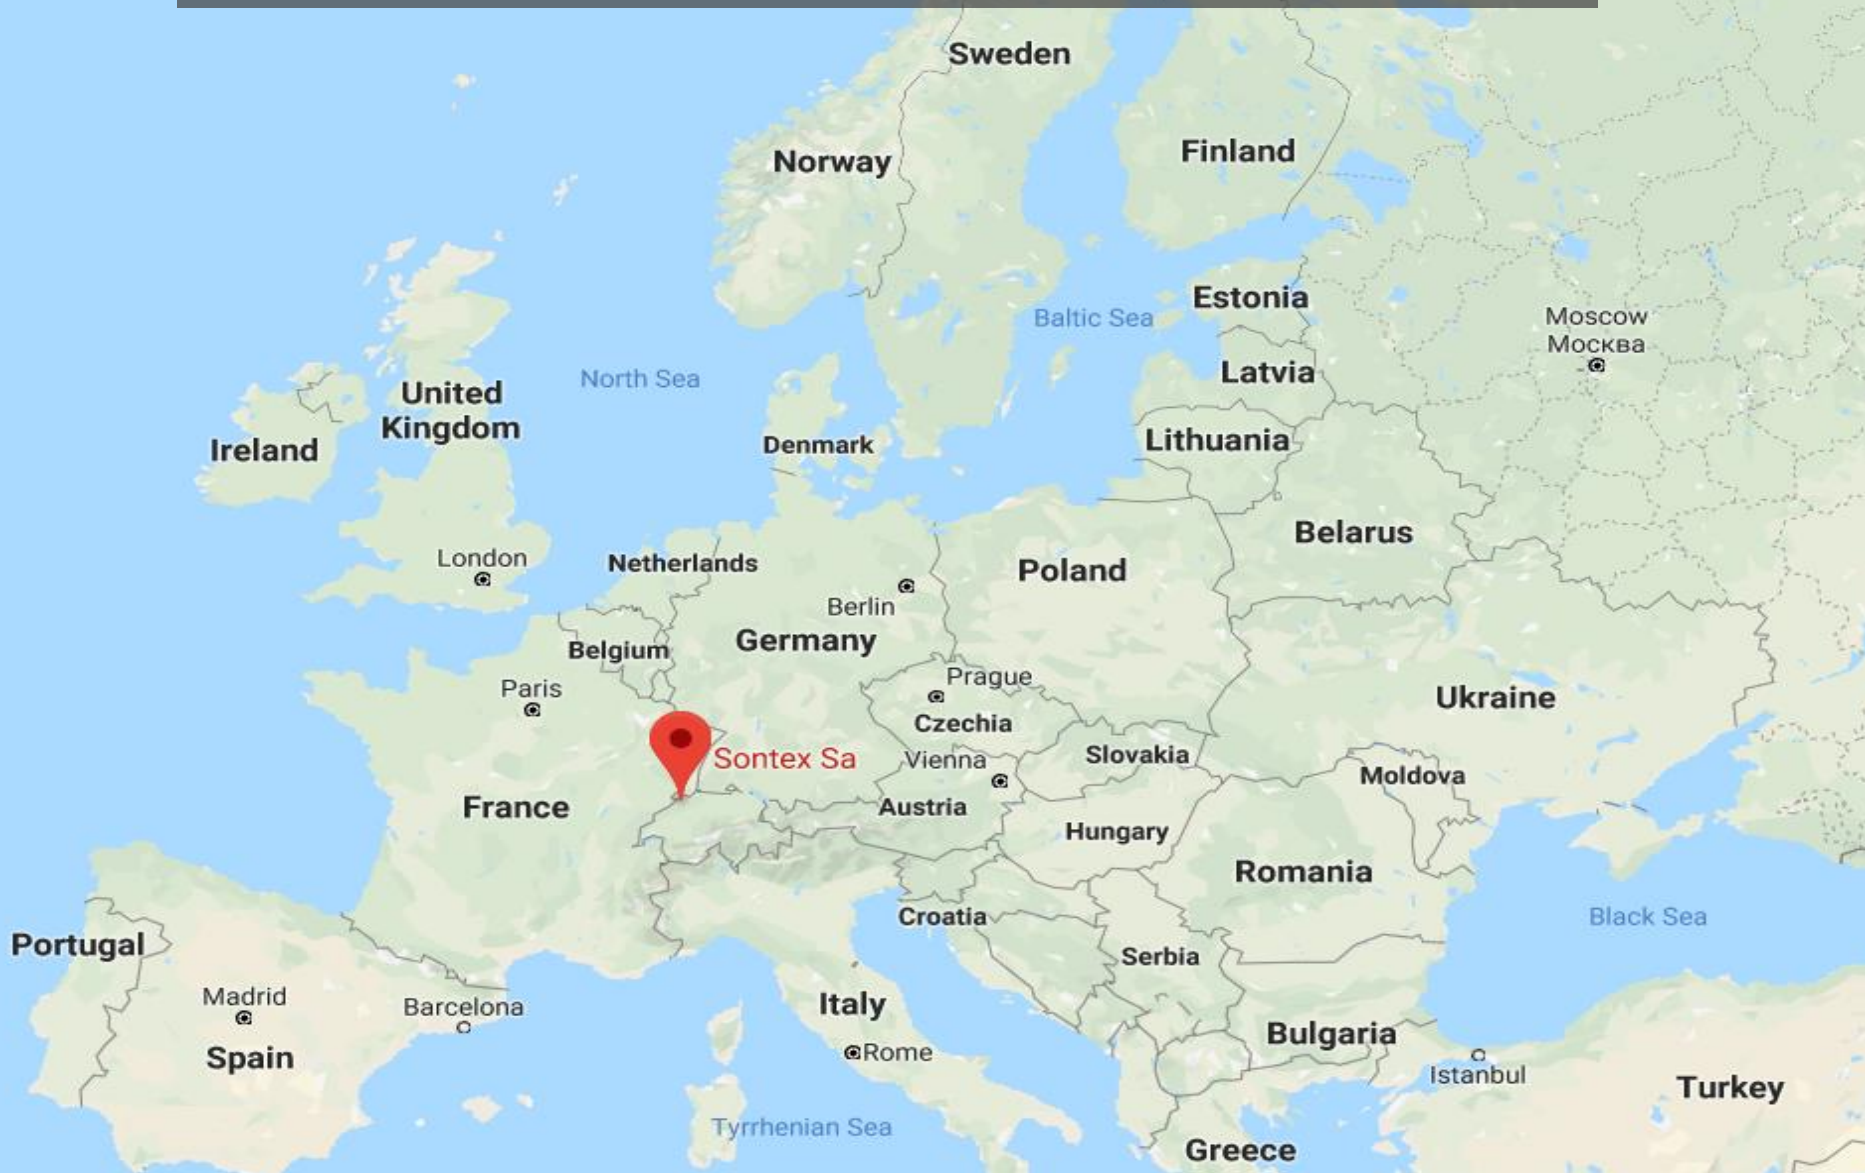 Sweden
Norway
Finland
Estonia
Baltic Sea
Moscow
Москва
Latvia
North Sea
United
Kingdom
Ireland
Denmark
Lithuania
Belarus
London
Netherlands
Poland
Berlin
Germany
Belgium
Prague
Paris
Ukraine
Czechia
Sontex Sa
Vienna
Slovakia
Moldova
France
Austria
Hungary
Romania
Croatia
Black Sea
Portugal
Serbia
Madrid
Barcelona
Italy
Bulgaria
Rome
Spain
Istanbul
Turkey
Tyrrhenian Sea
Greece